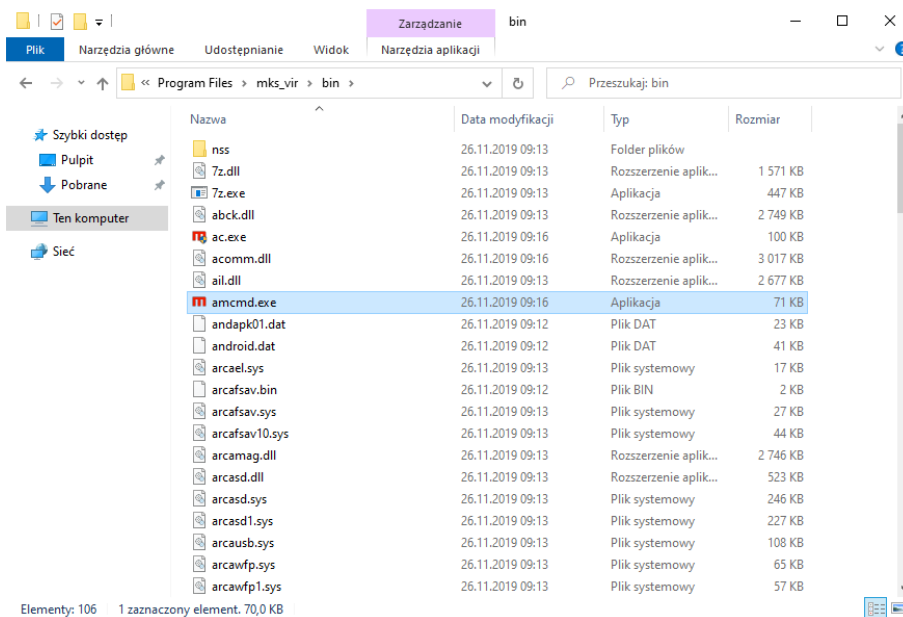 Zarządzanie bin
Plik Narzędzia główne Udostępnianie Widok Narzędzia aplikacji
« Program Files > mks_vir > bin > Przeszukaj: bin
Nazwa Data modyfikacji Typ Rozmiar
Szybki dostęp
Pulpit
Pobrane
Ten komputer
Sieć
nss 26.11.2019 09:13 Folder plików
7z.dll 26.11.2019 09:13 Rozszerzenie aplik... 1 571 KB
7z.exe 26.11.2019 09:13 Aplikacja 447 KB
abck.dll 26.11.2019 09:13 Rozszerzenie aplik... 2 749 KB
ac.exe 26.11.2019 09:16 Aplikacja 100 KB
acomm.dll 26.11.2019 09:16 Rozszerzenie aplik... 3 017 KB
ail.dll 26.11.2019 09:13 Rozszerzenie aplik... 2 677 KB
amcmd.exe 26.11.2019 09:16 Aplikacja 71 KB
andapk01.dat 26.11.2019 09:12 Plik DAT 23 KB
android.dat 26.11.2019 09:12 Plik DAT 41 KB
arcael.sys 26.11.2019 09:13 Plik systemowy 17 KB
arcafsav.bin 26.11.2019 09:12 Plik BIN 2 KB
arcafsav.sys 26.11.2019 09:13 Plik systemowy 27 KB
arcafsav10.sys 26.11.2019 09:13 Plik systemowy 44 KB
arcamag.dll 26.11.2019 09:13 Rozszerzenie aplik... 2 746 KB
arcasd.dll 26.11.2019 09:13 Rozszerzenie aplik... 523 KB
arcasd.sys 26.11.2019 09:13 Plik systemowy 246 KB
arcasd1.sys 26.11.2019 09:13 Plik systemowy 227 KB
arcausb.sys 26.11.2019 09:13 Plik systemowy 108 KB
arcawfp.sys 26.11.2019 09:13 Plik systemowy 65 KB
arcawfp1.sys 26.11.2019 09:13 Plik systemowy 57 KB
Elementy: 106 1 zaznaczony element. 70,0 KB